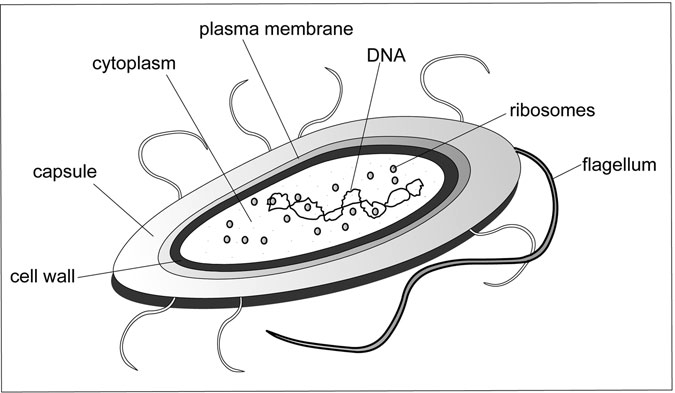 plasma membrane
cytoplasm
DNA
ribosomes
flagellum
capsule
cell wall